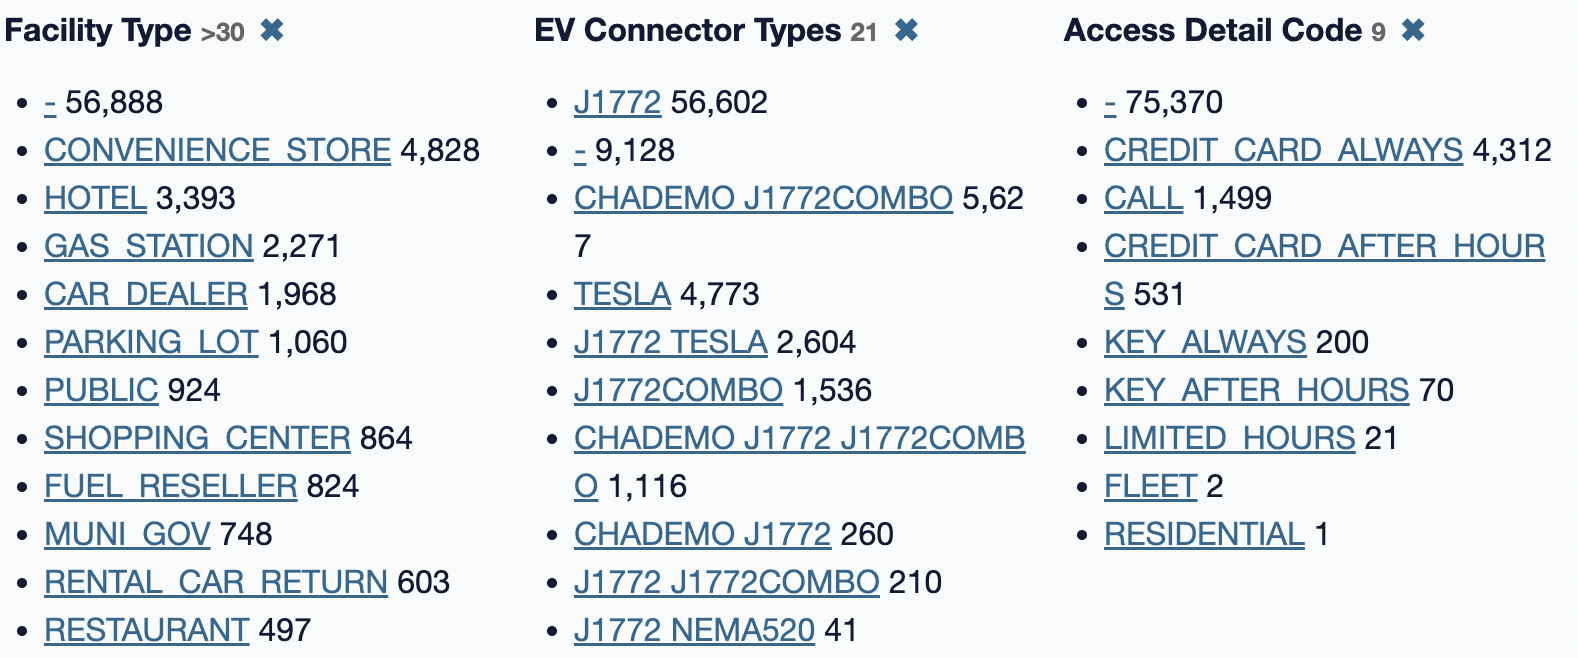 Facility Type >30 ✖
- 56,888
CONVENIENCE_STORE 4,828
HOTEL 3,393
GAS_STATION 2,271
CAR_DEALER 1,968
PARKING_LOT 1,060
PUBLIC 924
SHOPPING_CENTER 864
FUEL_RESELLER 824
MUNI_GOV 748
RENTAL_CAR_RETURN 603
RESTAURANT 497
EV Connector Types 21 ✖
J1772 56,602
- 9,128
CHADEMO J1772COMBO 5,62
7
TESLA 4,773
J1772 TESLA 2,604
J1772COMBO 1,536
CHADEMO J1772 J1772COMB
O 1,116
CHADEMO J1772 260
J1772 J1772COMBO 210
J1772 NEMA520 41
Access Detail Code 9 ✖
- 75,370
CREDIT_CARD_ALWAYS 4,312
CALL 1,499
CREDIT_CARD_AFTER_HOUR
S 531
KEY_ALWAYS 200
KEY_AFTER_HOURS 70
LIMITED_HOURS 21
FLEET 2
RESIDENTIAL 1